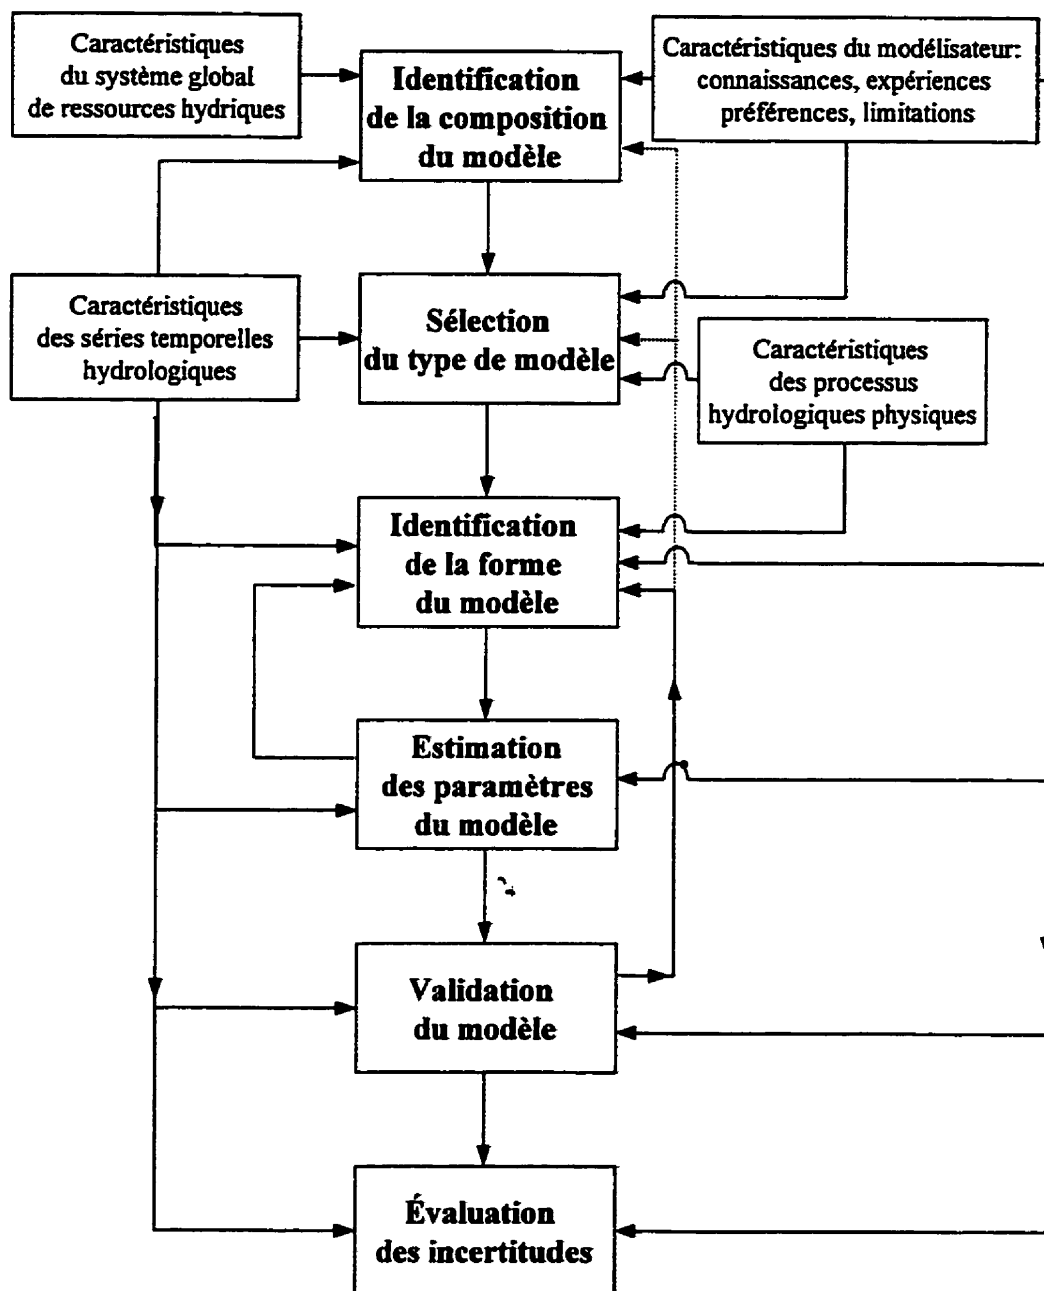 Caractéristiques
du système global
de ressources hydriques
Identification
de la composition
du modèle
Caractéristiques du modélisateur:
connaissances, expériences
préférences, limitations
Caractéristiques
des séries temporelles
hydrologiques
Sélection
du type de modèle
Caractéristiques
des processus
hydrologiques physiques
Identification
de la forme
du modèle
Estimation
des paramètres
du modèle
Validation
du modèle
Évaluation
des incertitudes